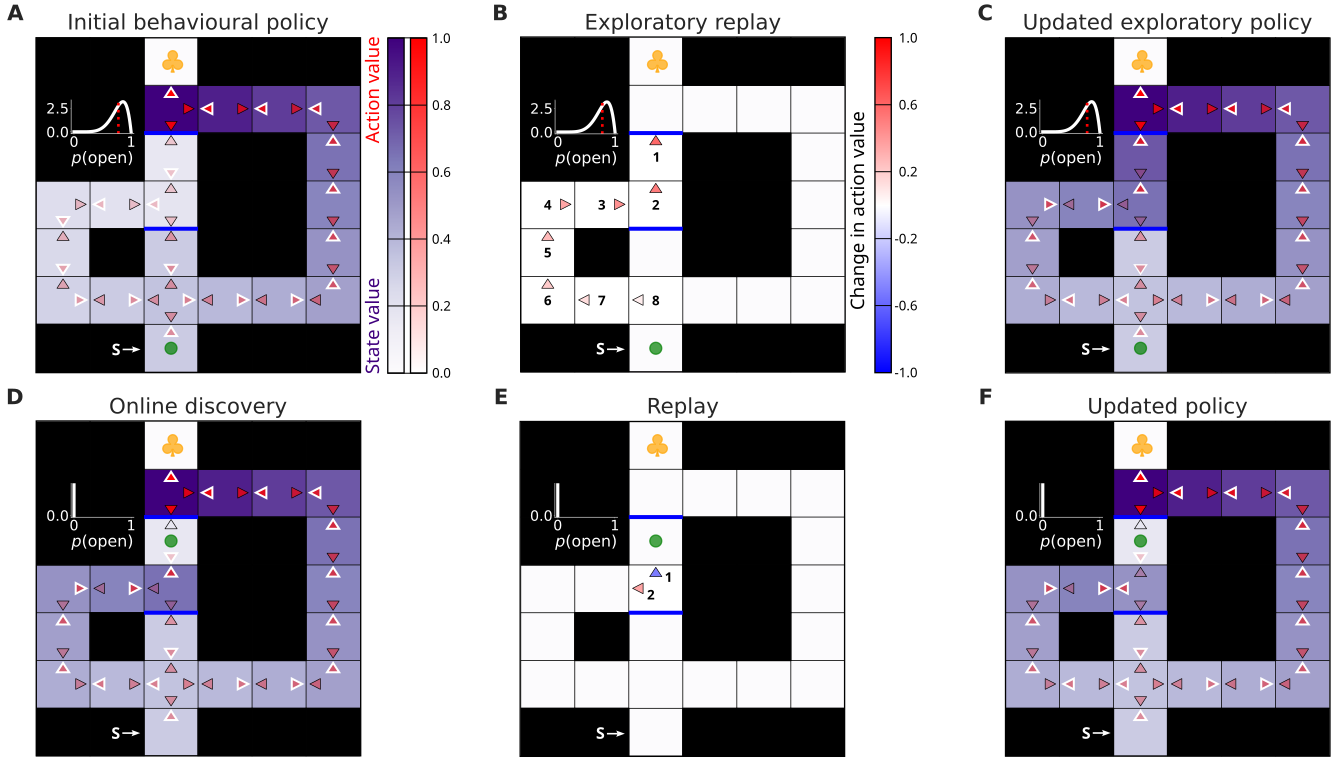 A
Initial behavioural policy
2.5
0.0
0
1
p(open)
S→
Action value
State value
1.0
0.8
0.6
0.4
0.2
0.0
B
Exploratory replay
2.5
0.0
0
1
p(open)
1
4
3
2
5
6
7
8
S→
Change in action value
1.0
0.6
0.2
-0.2
-0.6
-1.0
C
Updated exploratory policy
2.5
0.0
0
1
p(open)
S→
D
Online discovery
0.0
0
1
p(open)
S→
E
Replay
0.0
0
1
p(open)
1
2
S→
F
Updated policy
0.0
0
1
p(open)
S→